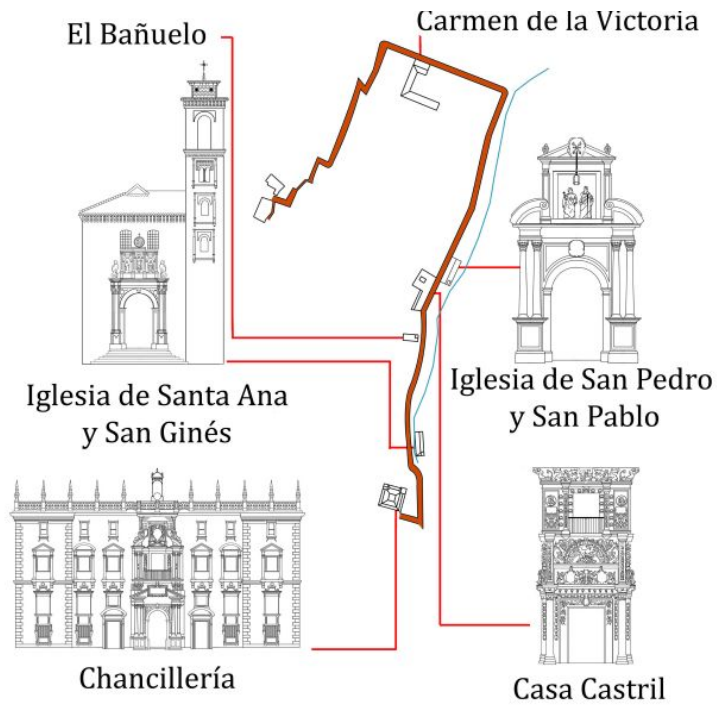 Carmen de la Victoria
El Bañuelo
Iglesia de Santa Ana
y San Ginés
Iglesia de San Pedro
y San Pablo
Chancillería
Casa Castril